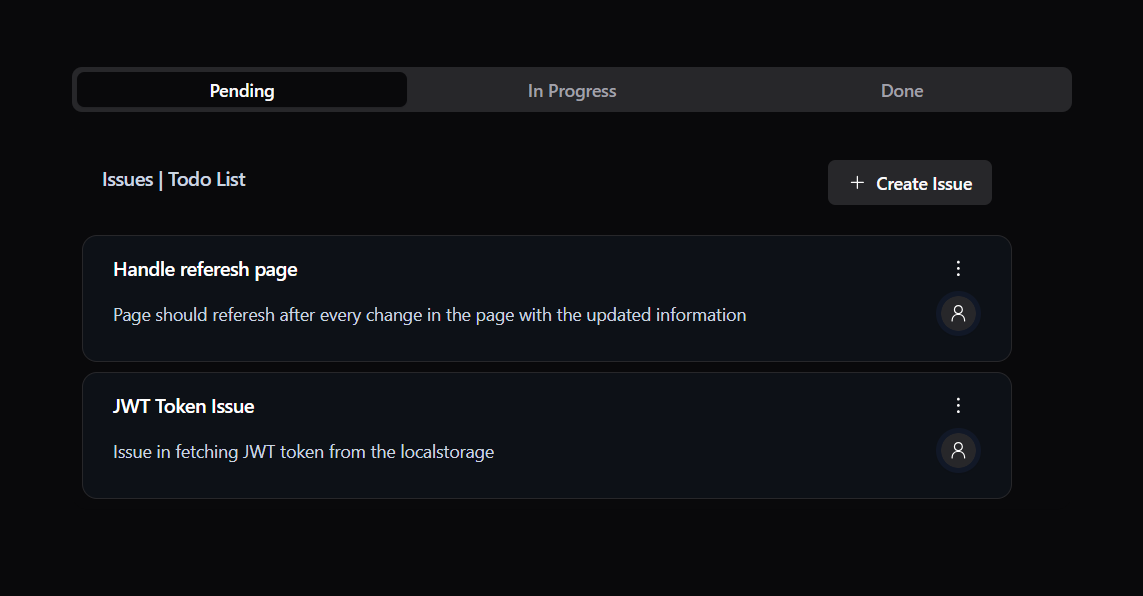 Pending
In Progress
Done
Issues | Todo List
Create Issue
Handle referesh page
Page should referesh after every change in the page with the updated information
JWT Token Issue
Issue in fetching JWT token from the localstorage